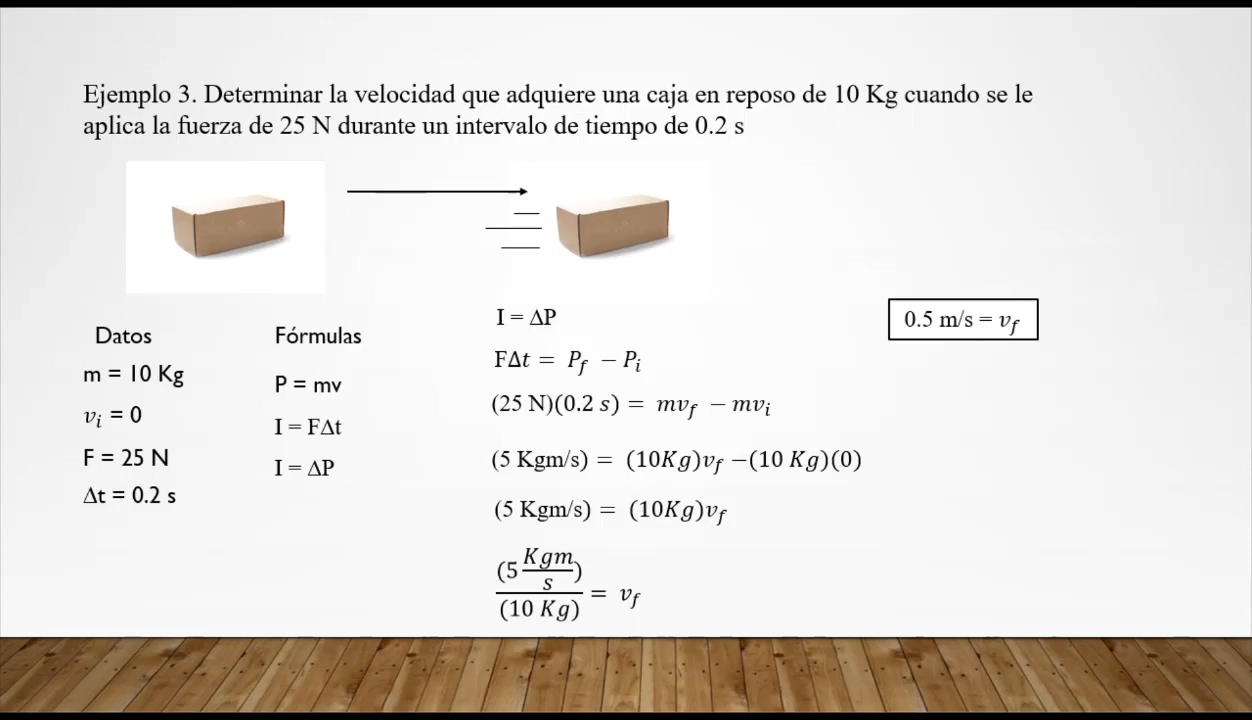 Ejemplo 3. Determinar la velocidad que adquiere una caja en reposo de 10 Kg cuando se le
aplica la fuerza de 25 N durante un intervalo de tiempo de 0.2 s
Datos
m = 10 Kg
𝑣ᵢ = 0
F = 25 N
Δt = 0.2 s
Fórmulas
P = mv
I = FΔt
I = ΔP
I = ΔP
FΔ𝑡 = 𝑃_𝑓 − 𝑃_𝑖
(25 N)(0.2 𝑠) = 𝑚𝑣_𝑓 − 𝑚𝑣_𝑖
(5 Kgm/s) = (10𝐾𝑔)𝑣_𝑓 −(10 𝐾𝑔)(0)
(5 Kgm/s) = (10𝐾𝑔)𝑣_𝑓
(5 𝐾𝑔𝑚/𝑠)/(10 𝐾𝑔) = 𝑣_𝑓
0.5 m/s = 𝑣_𝑓